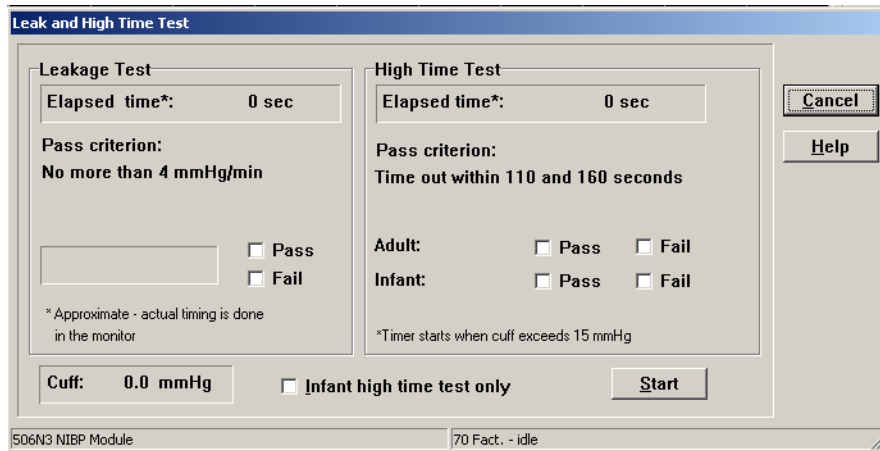 Leak and High Time Test
Leakage Test
Elapsed time*: 0 sec
Pass criterion:
No more than 4 mmHg/min
Pass
Fail
* Approximate - actual timing is done
in the monitor
High Time Test
Elapsed time*: 0 sec
Pass criterion:
Time out within 110 and 160 seconds
Adult: Pass Fail
Infant: Pass Fail
*Timer starts when cuff exceeds 15 mmHg
Cancel
Help
Cuff: 0.0 mmHg
Infant high time test only
Start
506N3 NIBP Module
70 Fact. - idle